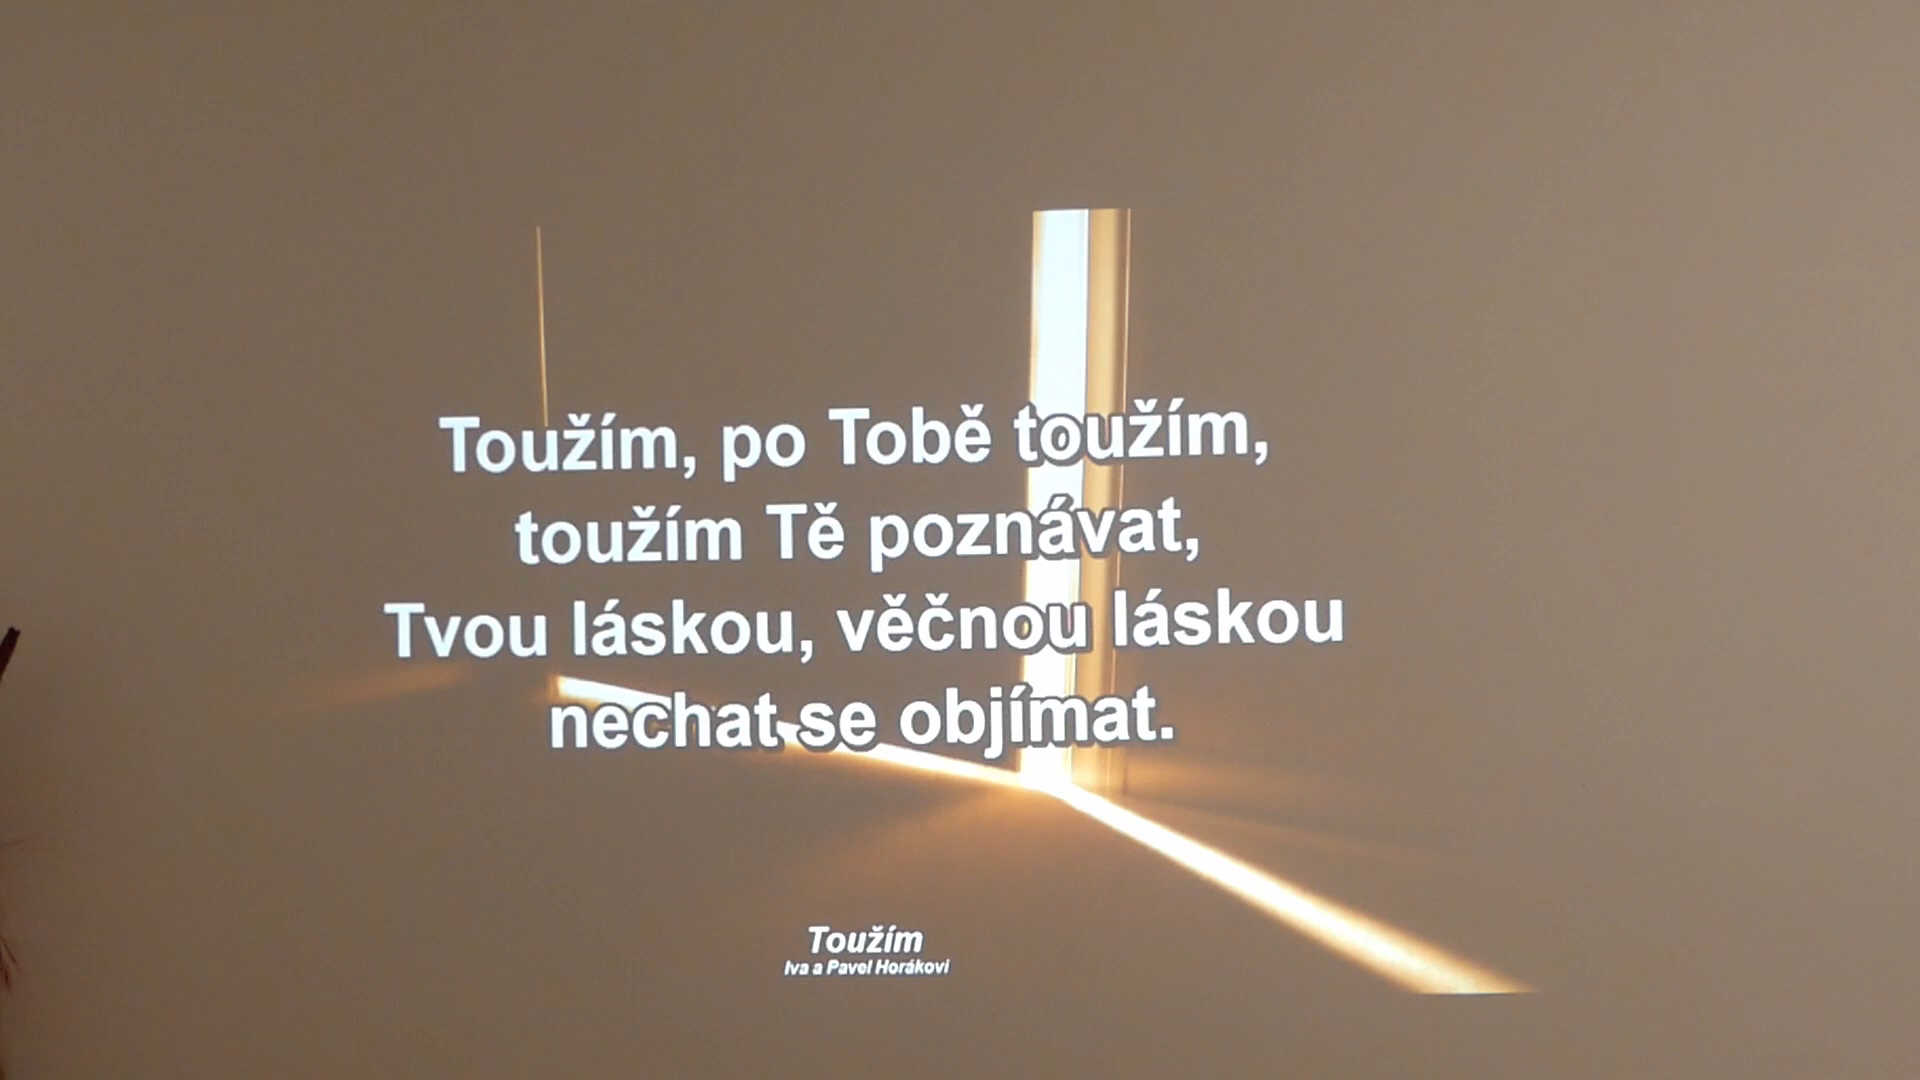 Toužím, po Tobě toužím,
toužím Tě poznávat,
Tvou láskou, věčnou láskou
nechat se objímat.
Toužím
Iva a Pavel Horákovi